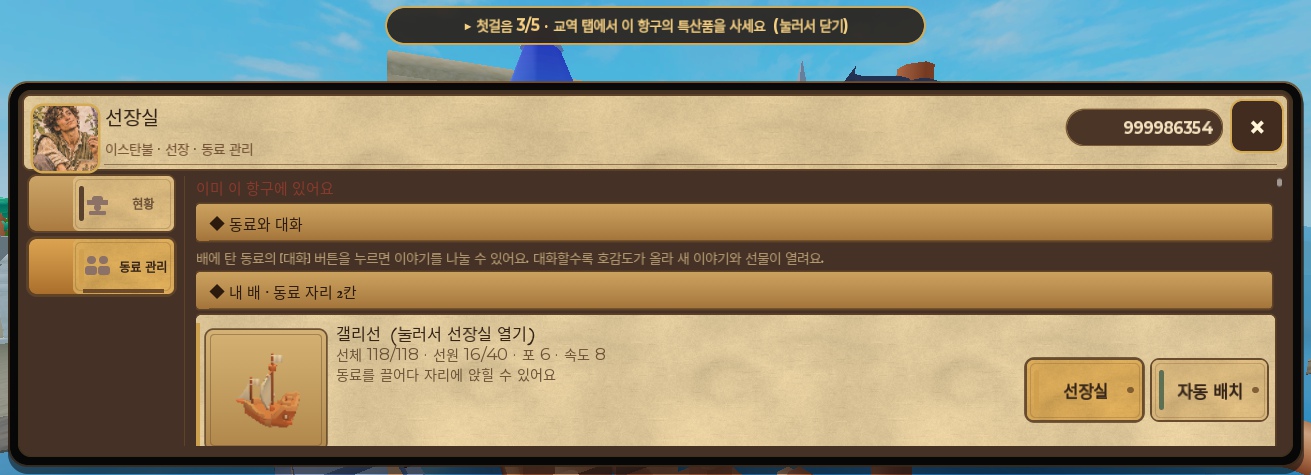 ▸ 첫걸음 3/5 · 교역 탭에서 이 항구의 특산품을 사세요 (눌러서 닫기)
선장실
999986354
×
이스탄불 · 선장 · 동료 관리
현황
동료 관리
이미 이 항구에 있어요
◆ 동료와 대화
배에 탄 동료의 [대화] 버튼을 누르면 이야기를 나눌 수 있어요. 대화할수록 호감도가 올라 새 이야기와 선물이 열려요.
◆ 내 배 · 동료 자리 2칸
갤리선 (눌러서 선장실 열기)
선체 118/118 · 선원 16/40 · 포 6 · 속도 8
동료를 끌어다 자리에 앉힐 수 있어요
선장실
자동 배치